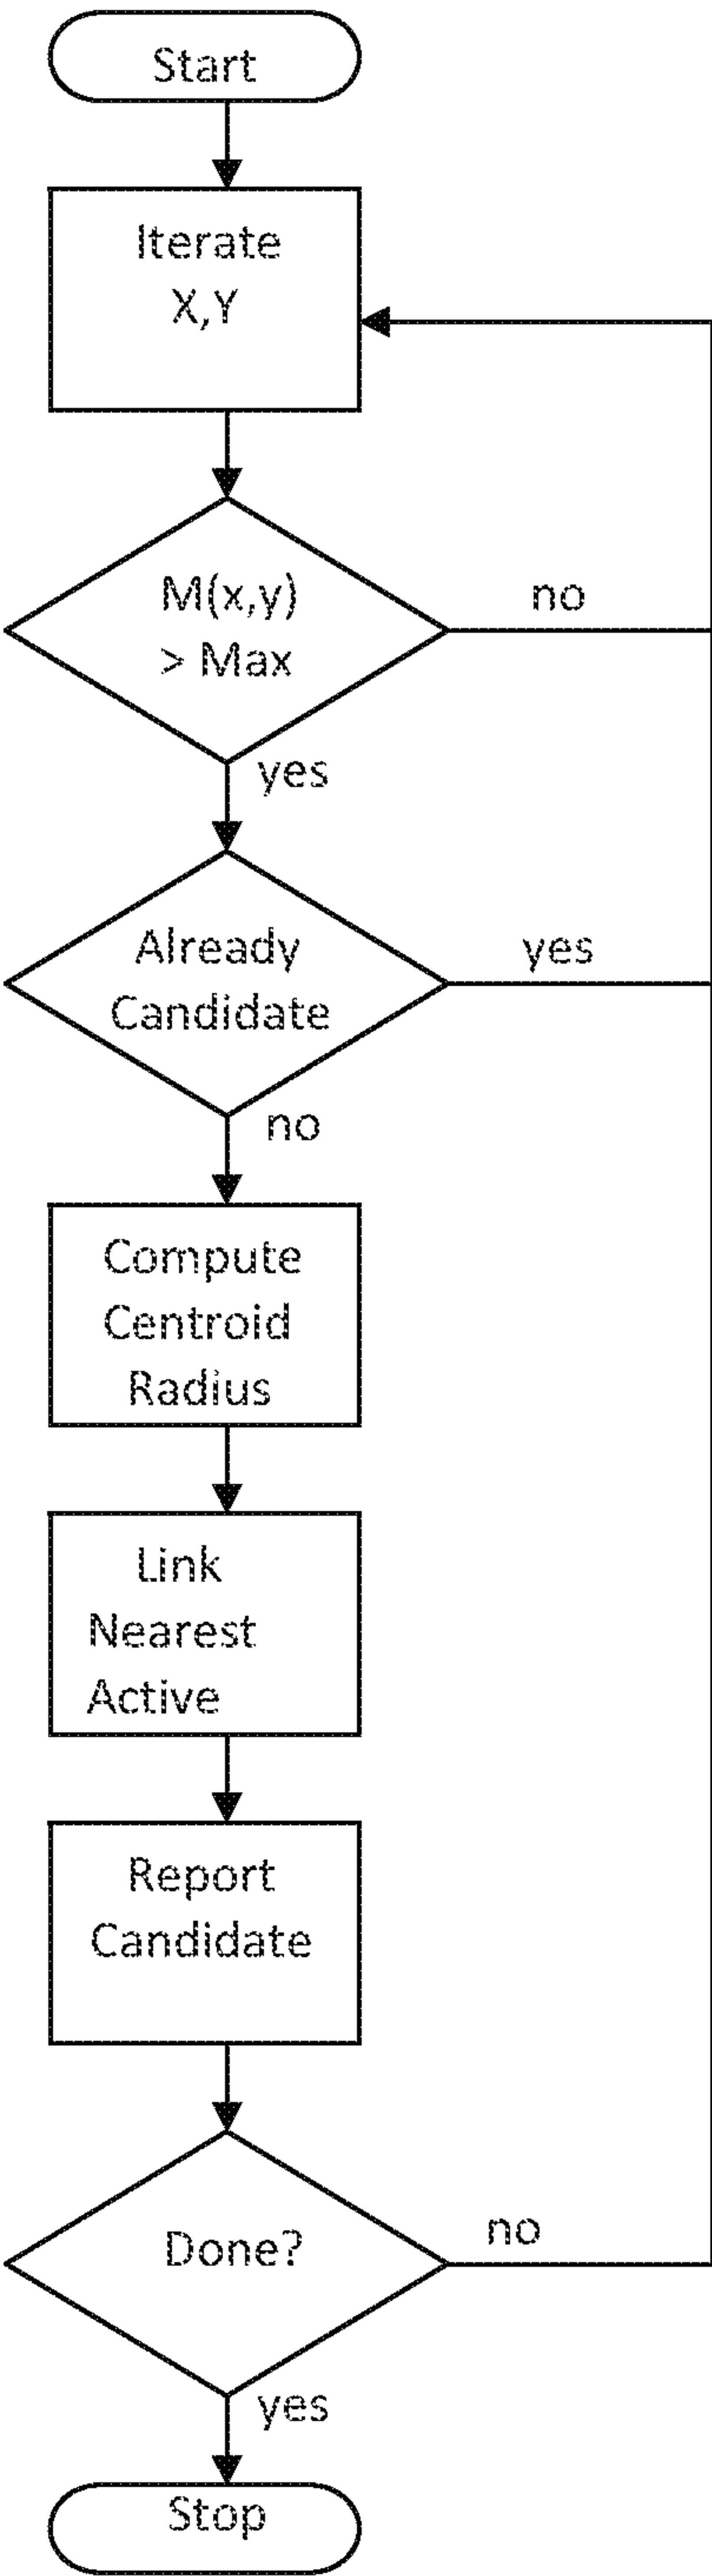 Start
Iterate
X,Y
M(x,y)
> Max
no
yes
Already
Candidate
yes
no
Compute
Centroid
Radius
Link
Nearest
Active
Report
Candidate
Done?
no
yes
Stop